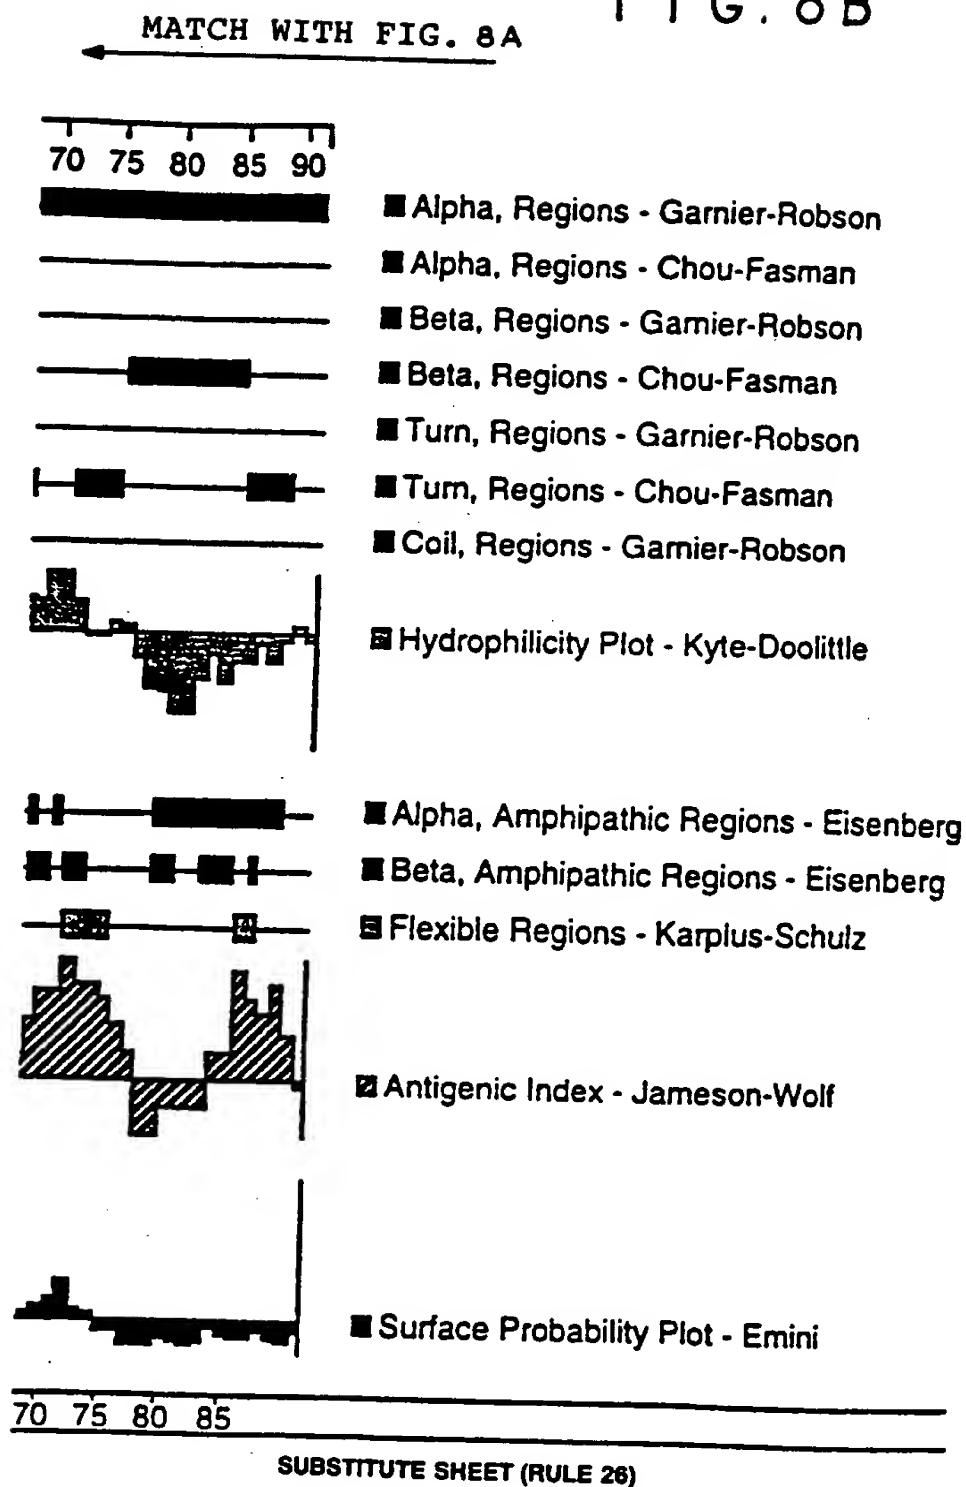 FIG. 8B
MATCH WITH FIG. 8A
70 75 80 85 90
Alpha, Regions - Garnier-Robson
Alpha, Regions - Chou-Fasman
Beta, Regions - Garnier-Robson
Beta, Regions - Chou-Fasman
Turn, Regions - Garnier-Robson
Turn, Regions - Chou-Fasman
Coil, Regions - Garnier-Robson
Hydrophilicity Plot - Kyte-Doolittle
Alpha, Amphipathic Regions - Eisenberg
Beta, Amphipathic Regions - Eisenberg
Flexible Regions - Karplus-Schulz
Antigenic Index - Jameson-Wolf
Surface Probability Plot - Emini
70 75 80 85
SUBSTITUTE SHEET (RULE 26)